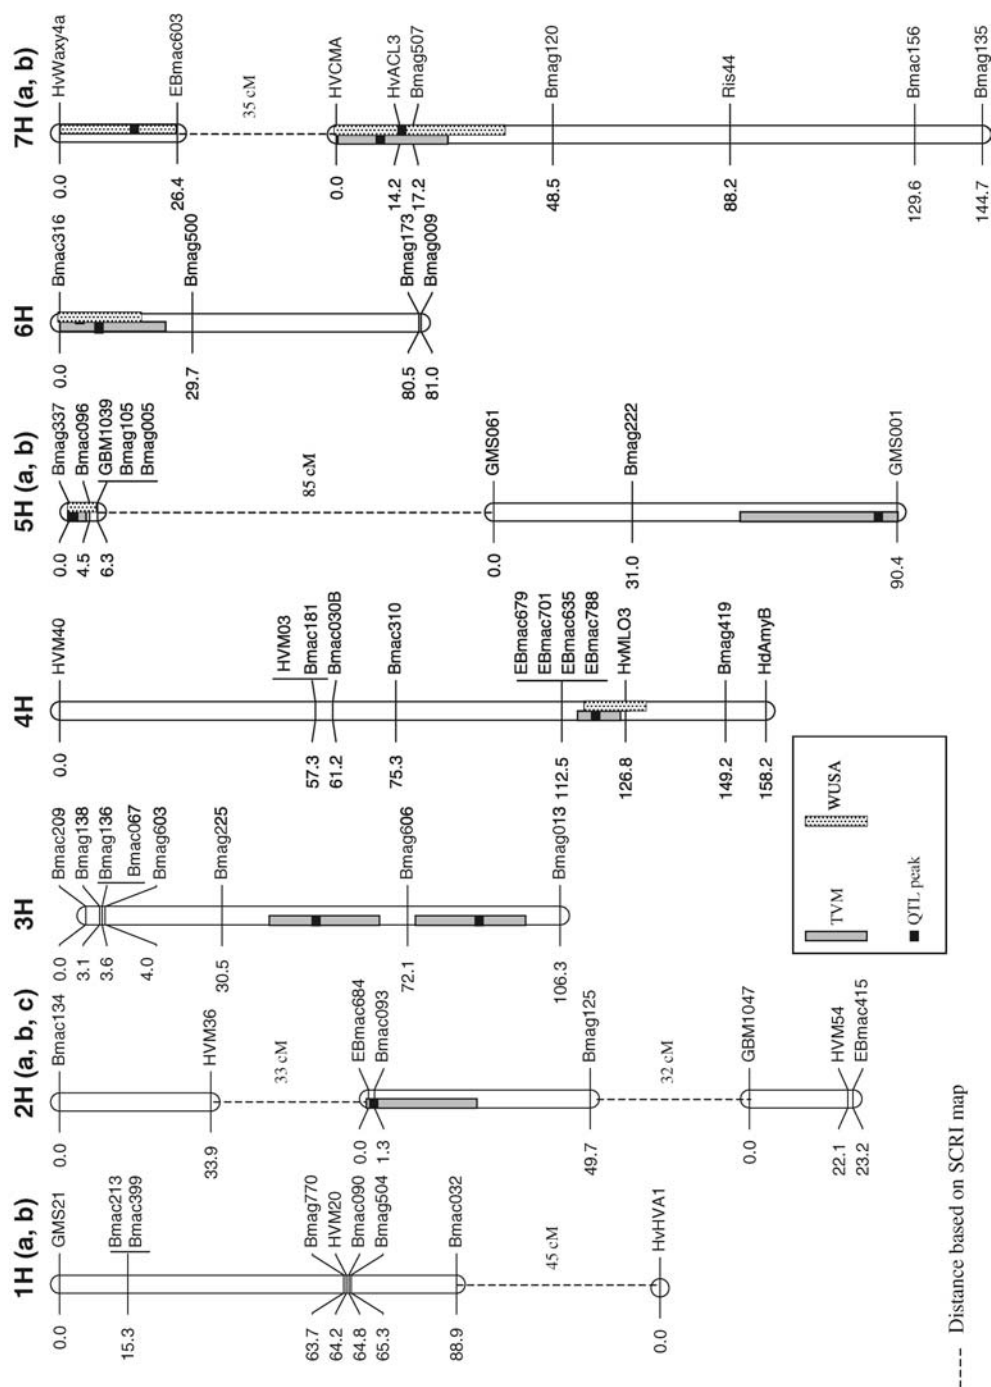 1H (a, b)
0.0 GMS21
15.3 Bmac213
Bmac399
63.7 Bmag770
64.2 HVM20
64.8 Bmac090
65.3 Bmag504
88.9 Bmac032
45 cM
0.0 HvHVA1
2H (a, b, c)
0.0 Bmac134
33.9 HVM36
33 cM
0.0 EBmac684
1.3 Bmac093
49.7 Bmag125
32 cM
0.0 GBM1047
22.1 HVM54
23.2 EBmac415
3H
0.0 Bmac209
3.1 Bmag138
3.6 Bmag136
Bmac067
4.0 Bmag603
30.5 Bmag225
72.1 Bmag606
106.3 Bmag013
4H
0.0 HVM40
57.3 HVM03
Bmac181
61.2 Bmac030B
75.3 Bmac310
112.5 EBmac679
EBmac701
EBmac635
EBmac788
126.8 HvMLO3
149.2 Bmag419
158.2 HdAmyB
5H (a, b)
0.0 Bmag337
4.5 Bmac096
6.3 GBM1039
Bmag105
Bmag005
85 cM
0.0 GMS061
31.0 Bmag222
90.4 GMS001
6H
0.0 Bmac316
29.7 Bmag500
80.5 Bmag173
81.0 Bmag009
7H (a, b)
0.0 HvWaxy4a
26.4 EBmac603
35 cM
0.0 HVCMA
14.2 HvACL3
17.2 Bmag507
48.5 Bmag120
88.2 Ris44
129.6 Bmac156
144.7 Bmag135
TVM
WUSA
QTL peak
Distance based on SCRI map